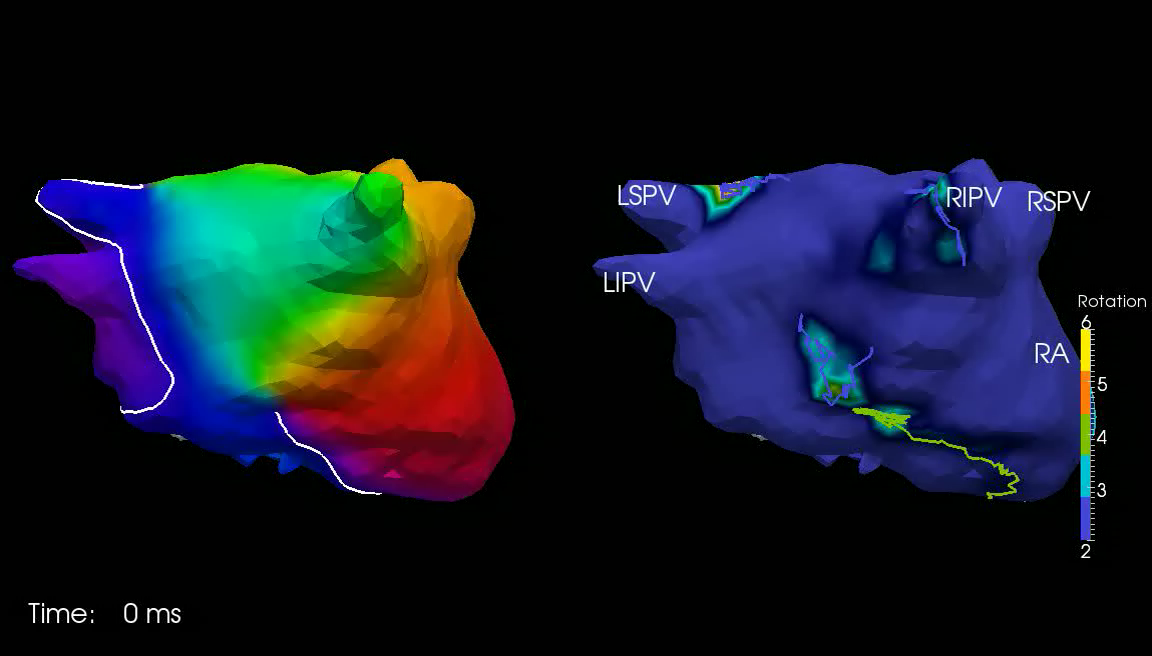 LSPV
RIPV
RSPV
LIPV
Rotation
6
RA
5
4
3
2
Time: 0 ms